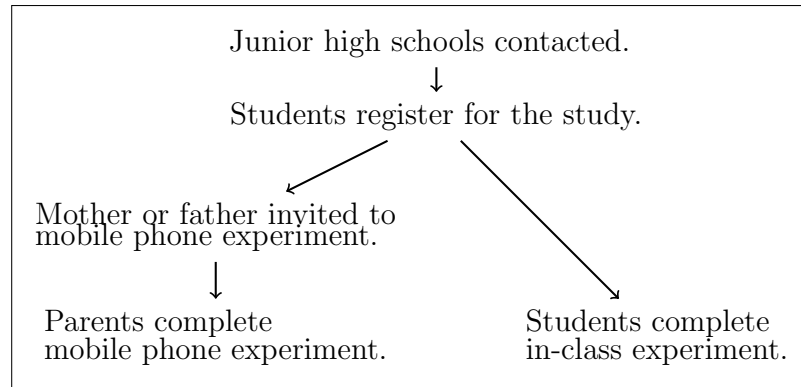 Junior high schools contacted.
Students register for the study.
Mother or father invited to
mobile phone experiment.
Parents complete
mobile phone experiment.
Students complete
in-class experiment.